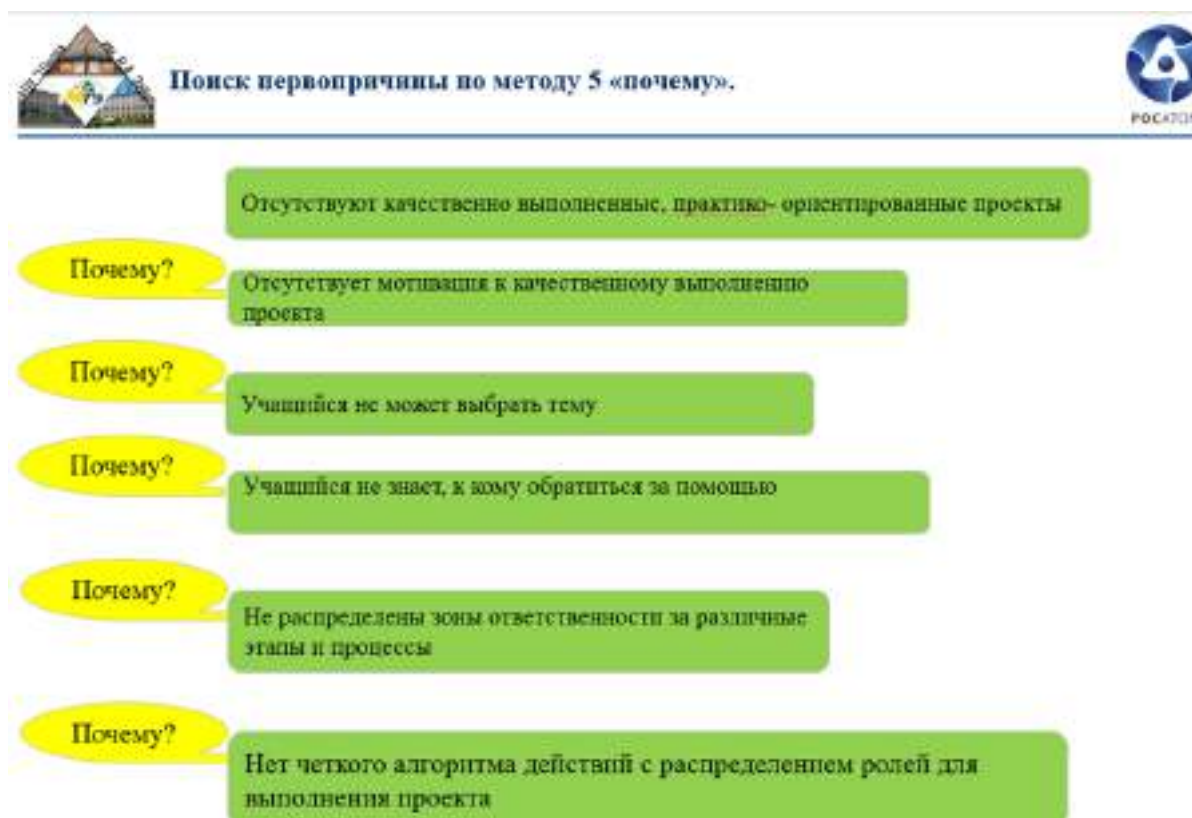 Поиск первопричины по методу 5 «почему».
РОСАТОМ
Отсутствуют качественно выполненные, практико- ориентированные проекты
Почему?
Отсутствует мотивация к качественному выполнению
проекта
Почему?
Учащийся не может выбрать тему
Почему?
Учащийся не знает, к кому обратиться за помощью
Почему?
Не распределены зоны ответственности за различные
этапы и процессы
Почему?
Нет четкого алгоритма действий с распределением ролей для
выполнения проекта